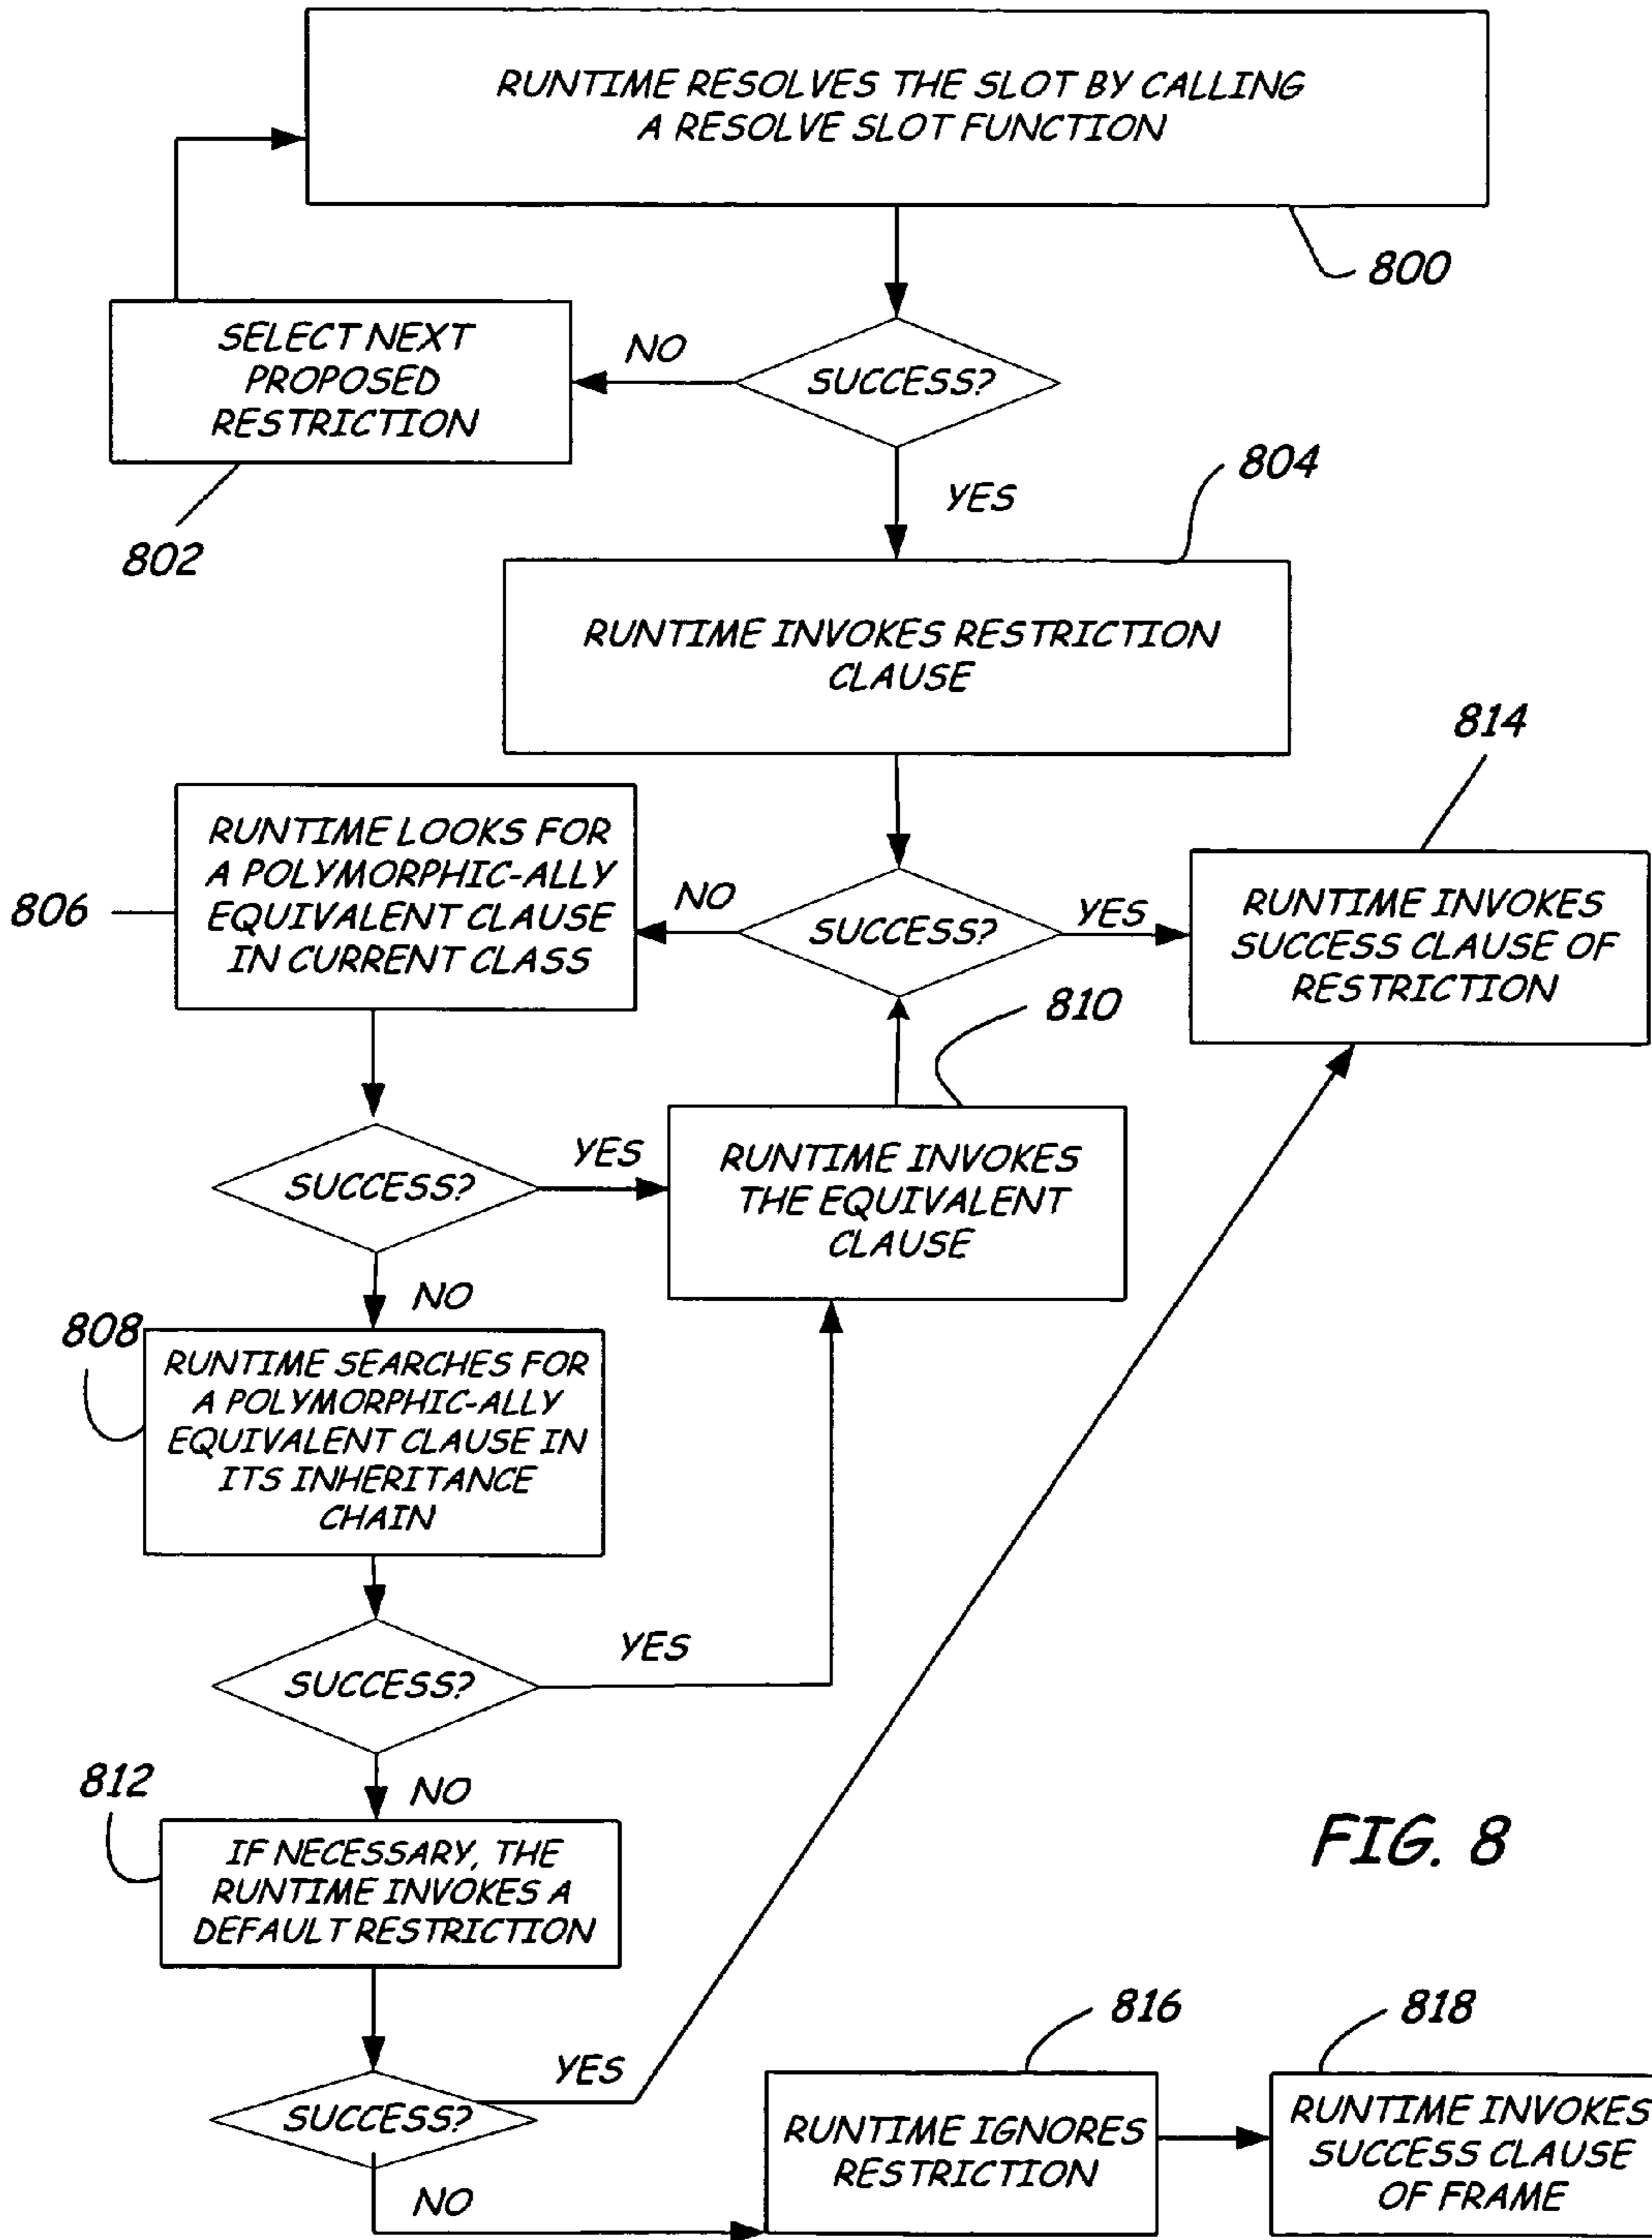 RUNTIME RESOLVES THE SLOT BY CALLING
A RESOLVE SLOT FUNCTION
800
SELECT NEXT
PROPOSED
RESTRICTION
NO
SUCCESS?
802
YES
804
RUNTIME INVOKES RESTRICTION
CLAUSE
814
RUNTIME LOOKS FOR
A POLYMORPHIC-ALLY
EQUIVALENT CLAUSE
IN CURRENT CLASS
806
NO
SUCCESS?
YES
RUNTIME INVOKES
SUCCESS CLAUSE OF
RESTRICTION
810
SUCCESS?
YES
RUNTIME INVOKES
THE EQUIVALENT
CLAUSE
NO
808
RUNTIME SEARCHES FOR
A POLYMORPHIC-ALLY
EQUIVALENT CLAUSE IN
ITS INHERITANCE
CHAIN
SUCCESS?
YES
NO
812
IF NECESSARY, THE
RUNTIME INVOKES A
DEFAULT RESTRICTION
FIG. 8
SUCCESS?
YES
NO
816
RUNTIME IGNORES
RESTRICTION
818
RUNTIME INVOKES
SUCCESS CLAUSE
OF FRAME